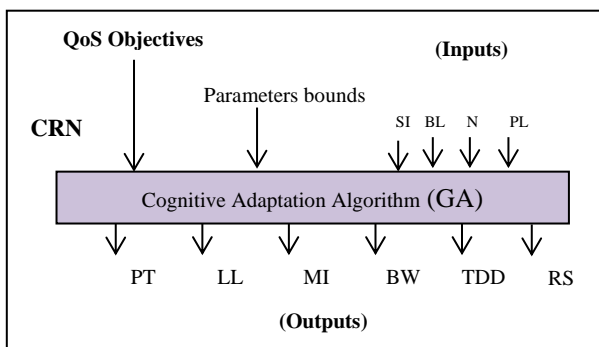 QoS Objectives
(Inputs)
Parameters bounds
CRN
SI BL N PL
Cognitive Adaptation Algorithm (GA)
PT LL MI BW TDD RS
(Outputs)